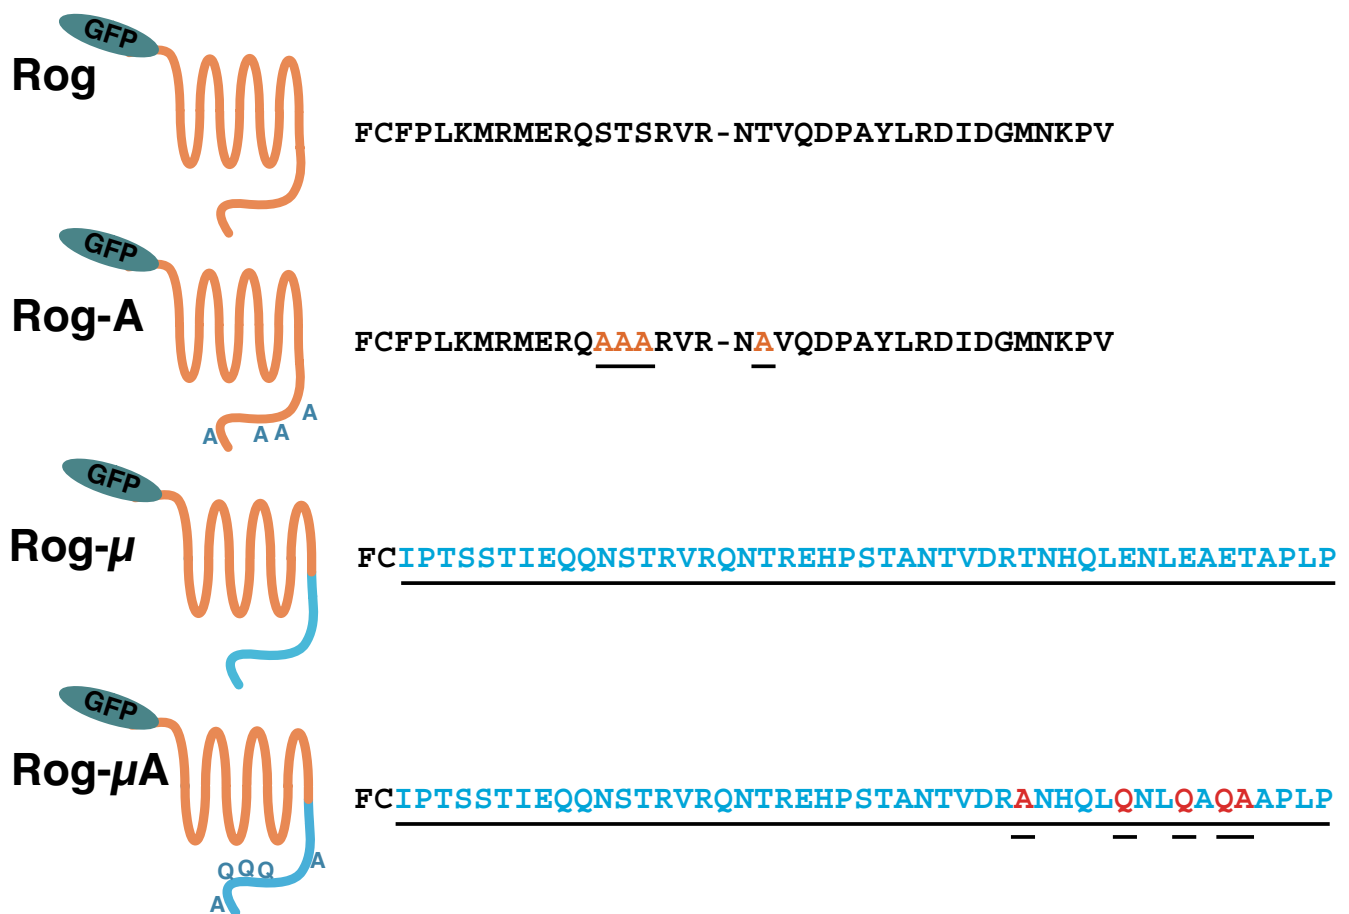 GFP
Rog
FCFPLKMRMERQSTSRVR-NTVQDPAYLRDIDGMNKPV
GFP
Rog-A
FCFPLKMRMERQAAARVR-NAVQDPAYLRDIDGMNKPV
A
A A A
GFP
Rog-μ
FCIPTSSTIEQQNSTRVRQNTREHPSTANTVDRTNHQLENLEAETAPLP
GFP
Rog-μA
FCIPTSSTIEQQNSTRVRQNTREHPSTANTVDRANHQLQNLQAQAAPLP
QQQ A
A